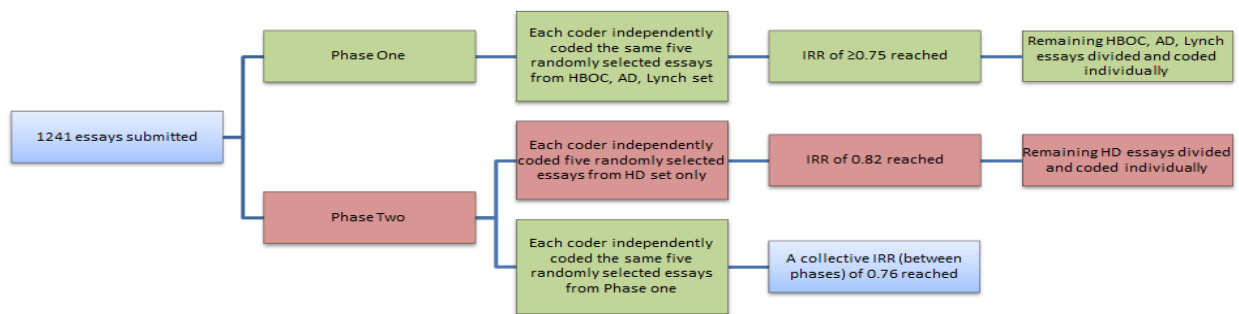 1241 essays submitted
Phase One
Each coder independently
coded the same five
randomly selected essays
from HBOC, AD, Lynch set
IRR of ≥0.75 reached
Remaining HBOC, AD, Lynch
essays divided and coded
individually
Phase Two
Each coder independently
coded five randomly selected
essays from HD set only
IRR of 0.82 reached
Remaining HD essays divided
and coded individually
Each coder independently
coded the same five
randomly selected essays
from Phase one
A collective IRR (between
phases) of 0.76 reached